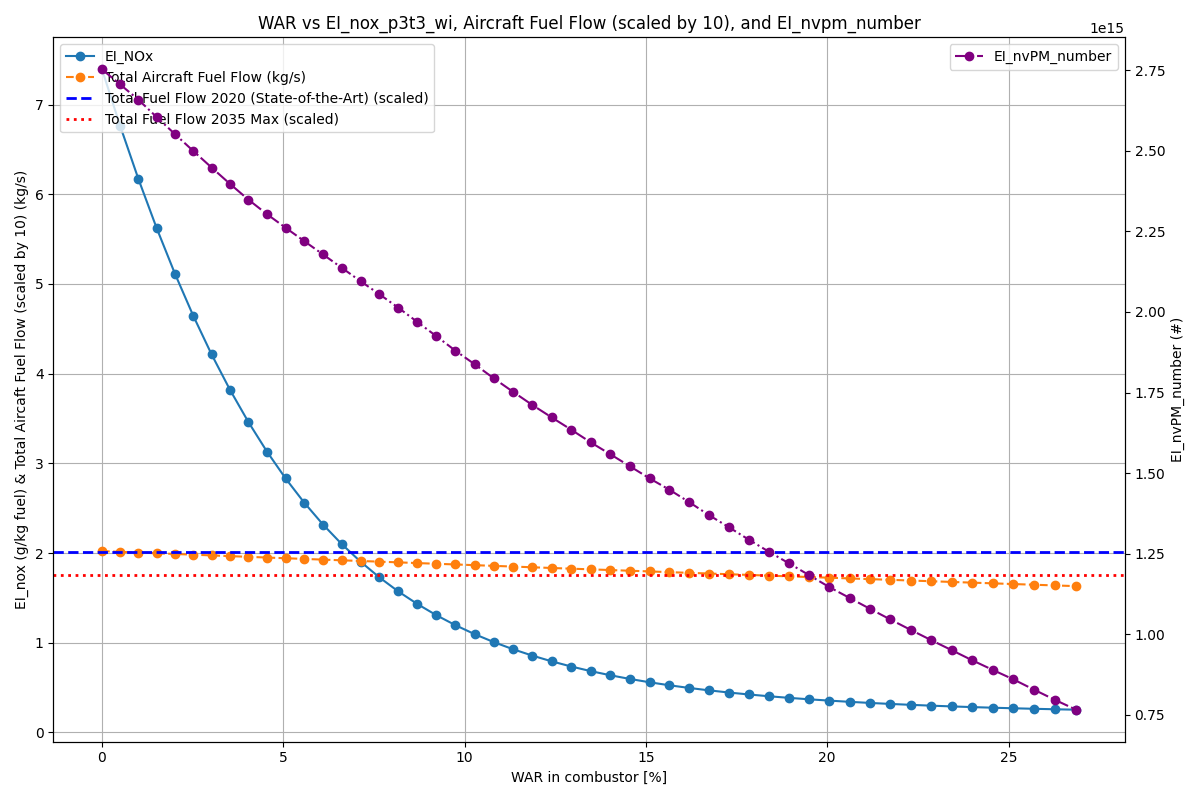 WAR vs EI_nox_p3t3_wi, Aircraft Fuel Flow (scaled by 10), and EI_nvpm_number
1e15
EI_NOx
Total Aircraft Fuel Flow (kg/s)
Total Fuel Flow 2020 (State-of-the-Art) (scaled)
Total Fuel Flow 2035 Max (scaled)
EI_nvPM_number
EI_nox (g/kg fuel) & Total Aircaft Fuel Flow (scaled by 10) (kg/s)
7
6
5
4
3
2
1
0
2.75
2.50
2.25
2.00
1.75
1.50
1.25
1.00
0.75
EI_nvPM_number (#)
0 5 10 15 20 25
WAR in combustor [%]